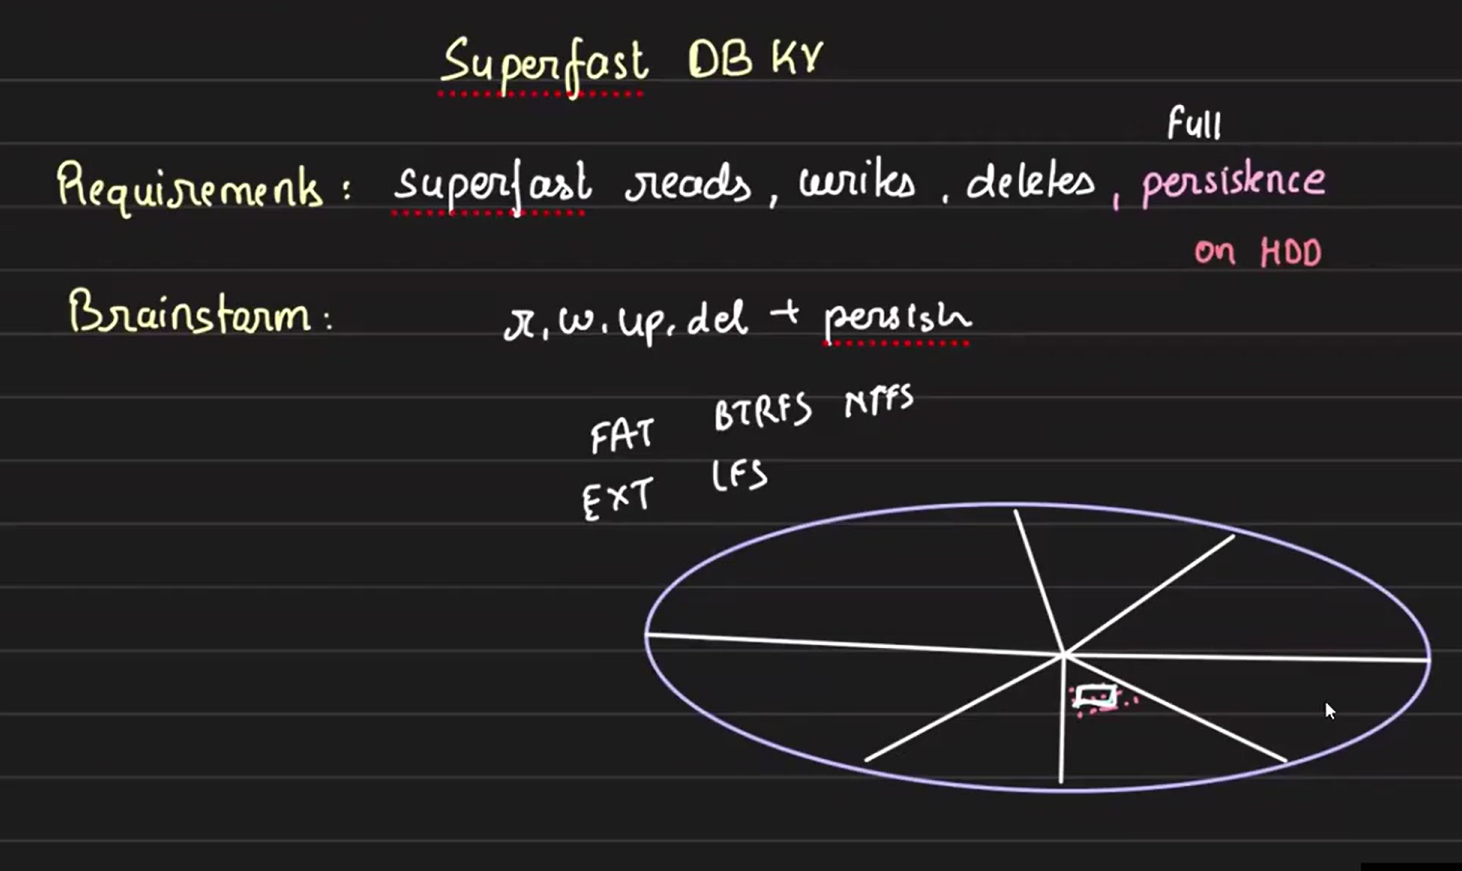 Superfast DB KV
Full
Requirements: superfast reads, writes, deletes, persistence
on HDD
Brainstorm: r, w, up, del + persist
FAT BTRFS NTFS
EXT LFS